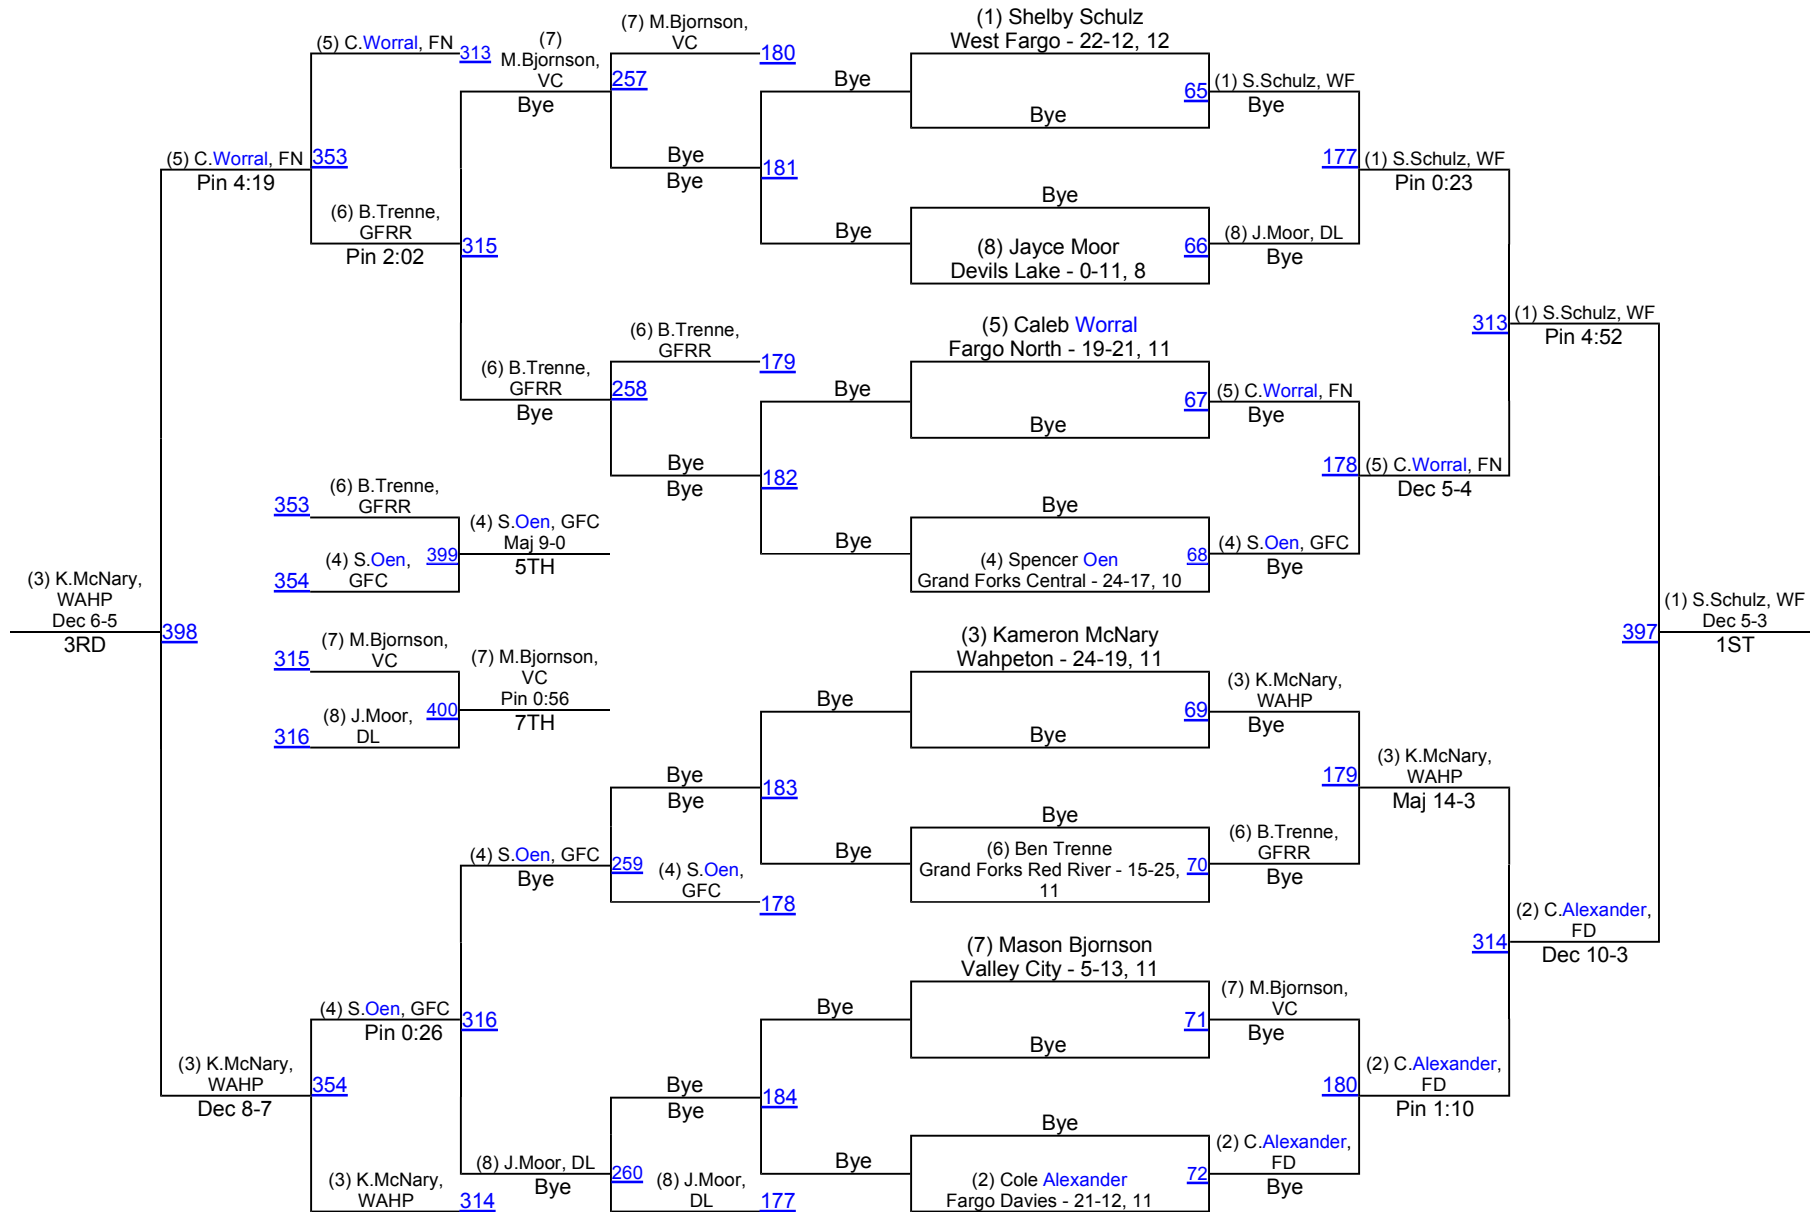 (1) Shelby Schulz
West Fargo - 22-12, 12
(7) M.Bjornson,
VC
180
(5) C.Worral, FN
313
(7)
M.Bjornson,
VC
Bye
257
Bye
65
(1) S.Schulz, WF
Bye
Bye
(5) C.Worral, FN
Pin 4:19
353
Bye
Bye
181
177
(1) S.Schulz, WF
Pin 0:23
(6) B.Trenne,
GFRR
Pin 2:02
315
Bye
Bye
(8) Jayce Moor
Devils Lake - 0-11, 8
66
(8) J.Moor, DL
Bye
313
(1) S.Schulz, WF
Pin 4:52
(6) B.Trenne,
GFRR
179
(5) Caleb Worral
Fargo North - 19-21, 11
(6) B.Trenne,
GFRR
Bye
258
Bye
67
(5) C.Worral, FN
Bye
Bye
Bye
Bye
182
178
(5) C.Worral, FN
Dec 5-4
353
(6) B.Trenne,
GFRR
(4) S.Oen, GFC
Maj 9-0
5TH
399
354
(4) S.Oen,
GFC
Bye
Bye
(4) Spencer Oen
Grand Forks Central - 24-17, 10
68
(4) S.Oen, GFC
Bye
(3) K.McNary,
WAHP
Dec 6-5
3RD
398
397
(1) S.Schulz, WF
Dec 5-3
1ST
315
(7) M.Bjornson,
VC
(7) M.Bjornson,
VC
Pin 0:56
7TH
400
316
(8) J.Moor,
DL
(3) Kameron McNary
Wahpeton - 24-19, 11
Bye
69
(3) K.McNary,
WAHP
Bye
Bye
Bye
Bye
183
179
(3) K.McNary,
WAHP
Maj 14-3
(4) S.Oen, GFC
Bye
259
(4) S.Oen,
GFC
178
Bye
Bye
(6) Ben Trenne
Grand Forks Red River - 15-25,
11
70
(6) B.Trenne,
GFRR
Bye
314
(2) C.Alexander,
FD
Dec 10-3
(7) Mason Bjornson
Valley City - 5-13, 11
(4) S.Oen, GFC
Pin 0:26
316
Bye
71
(7) M.Bjornson,
VC
Bye
Bye
(3) K.McNary,
WAHP
Dec 8-7
354
Bye
Bye
184
180
(2) C.Alexander,
FD
Pin 1:10
(8) J.Moor, DL
Bye
260
Bye
Bye
(2) Cole Alexander
Fargo Davies - 21-12, 11
72
(2) C.Alexander,
FD
Bye
(3) K.McNary,
WAHP
314
(8) J.Moor,
DL
177